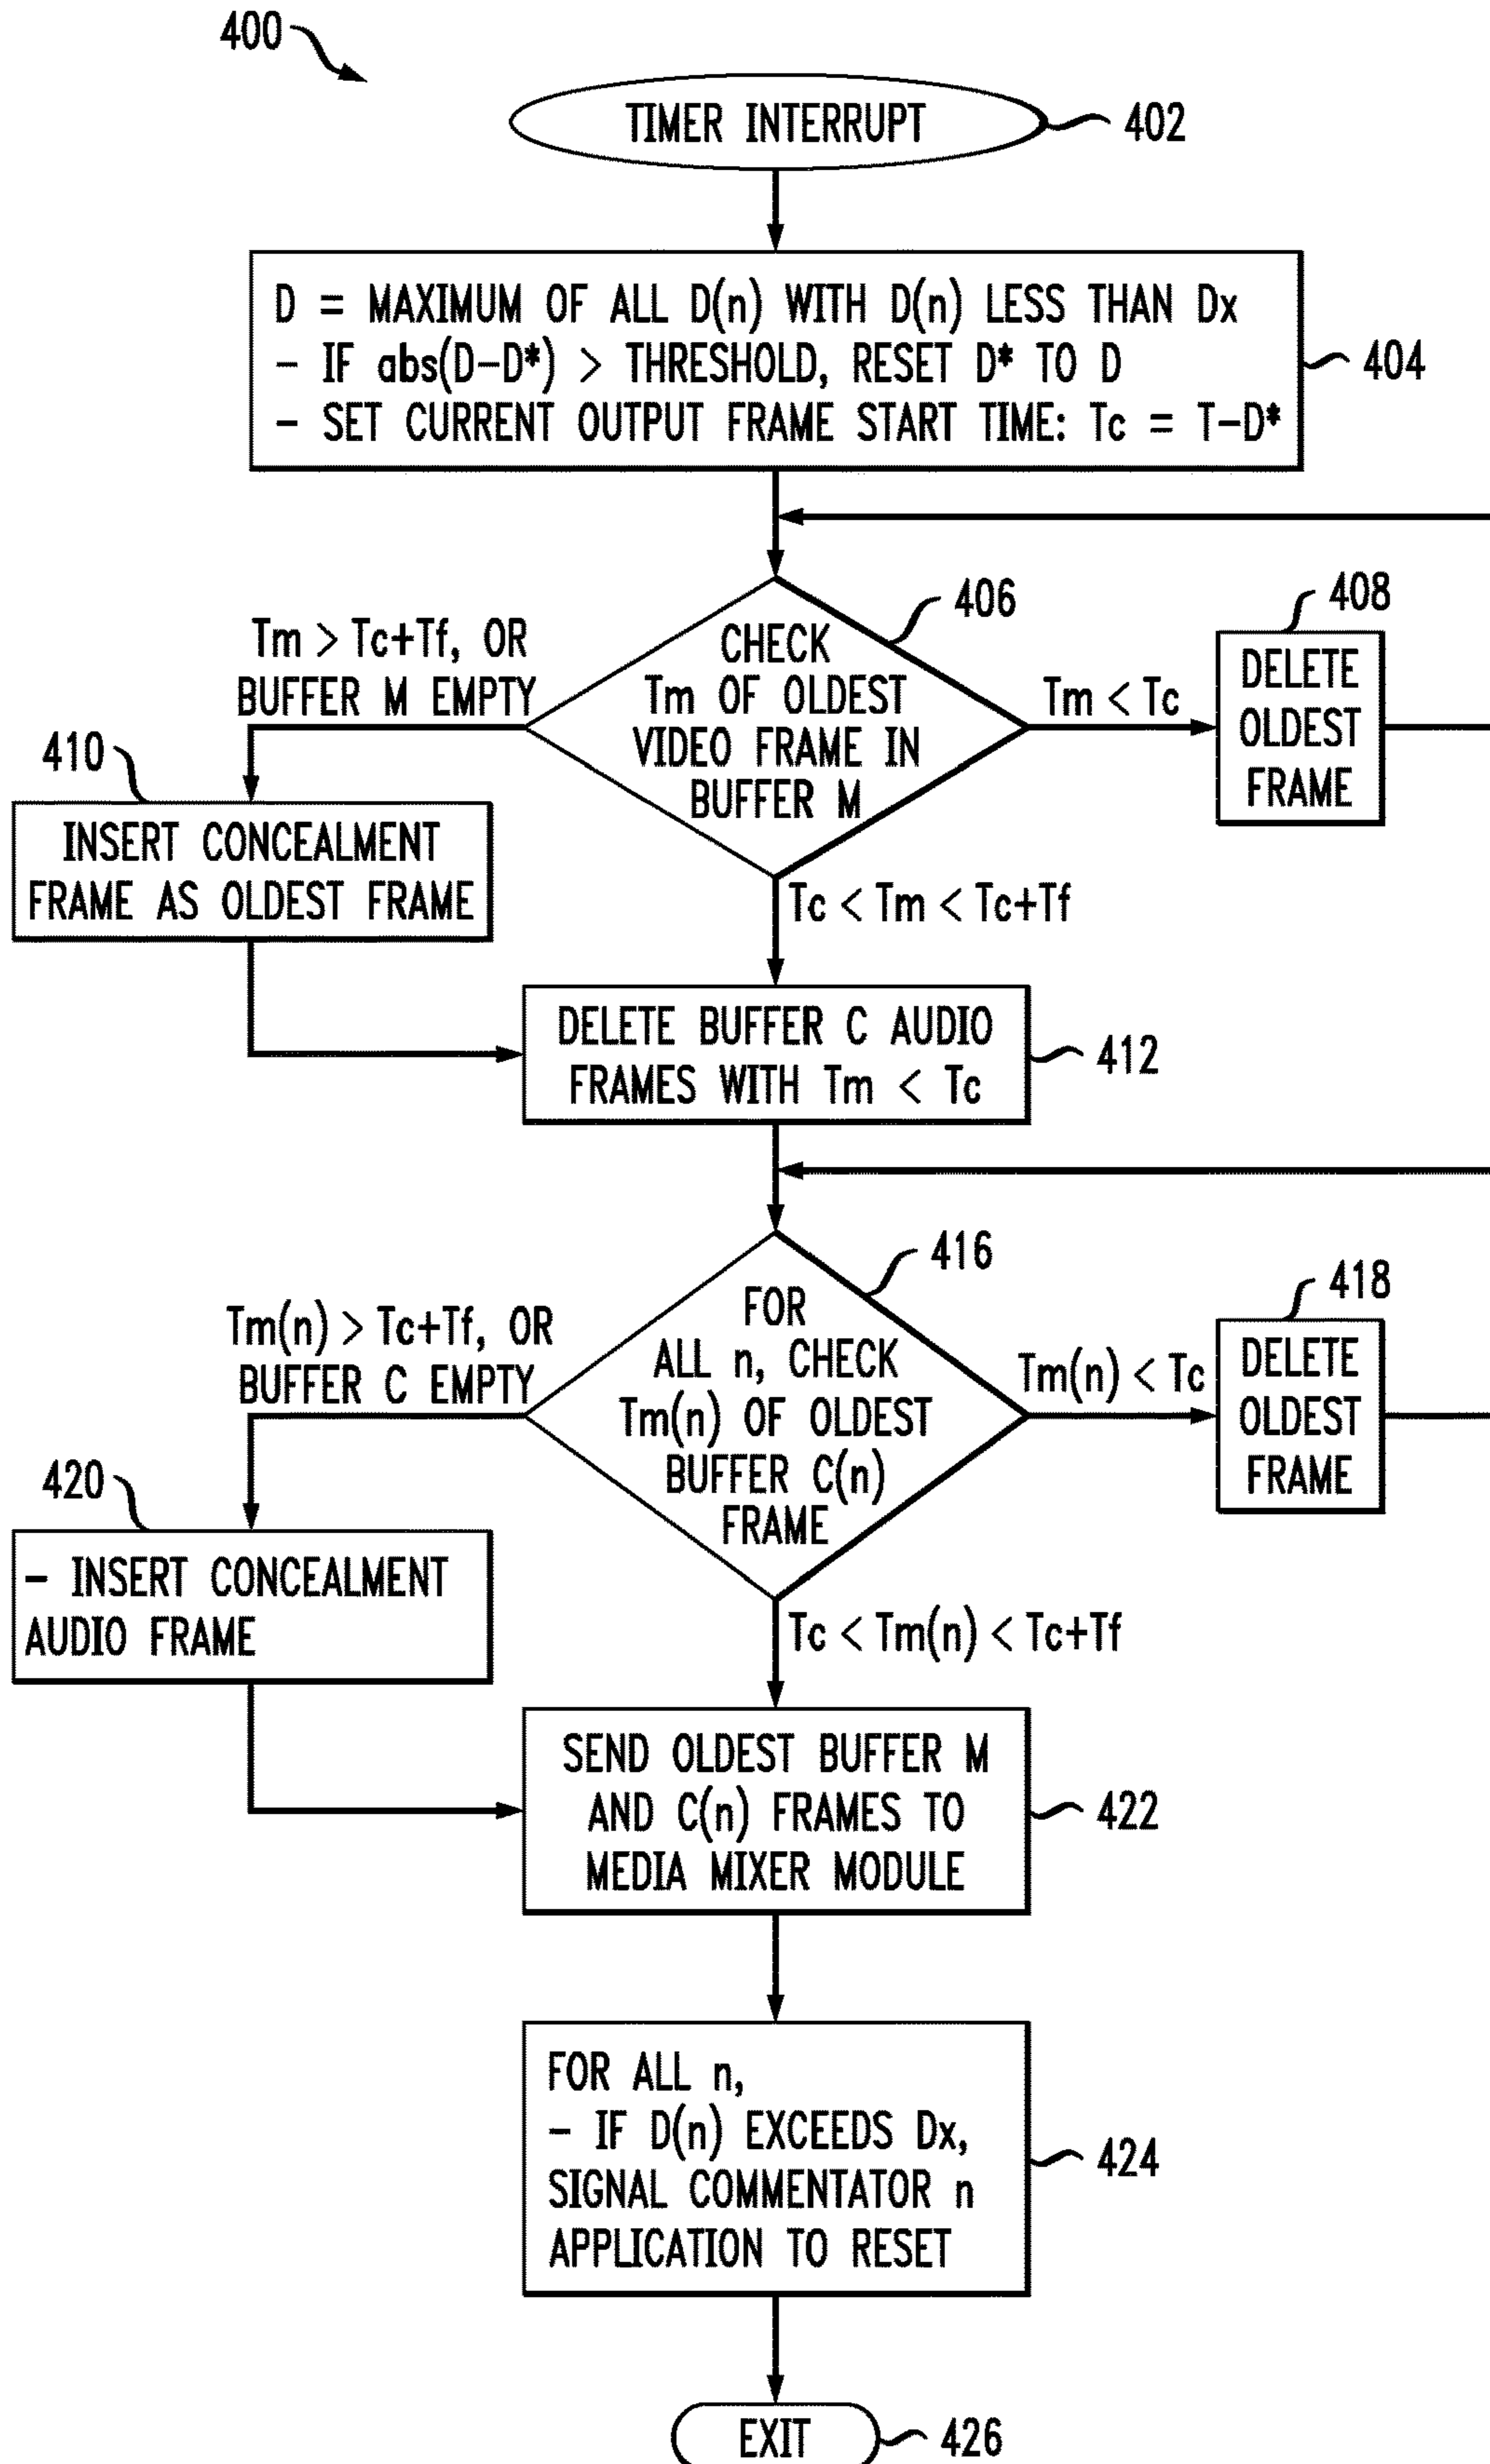 400
TIMER INTERRUPT
402
D = MAXIMUM OF ALL D(n) WITH D(n) LESS THAN Dx
- IF abs(D-D*) > THRESHOLD, RESET D* TO D
- SET CURRENT OUTPUT FRAME START TIME: Tc = T-D*
404
406
CHECK
Tm OF OLDEST
VIDEO FRAME IN
BUFFER M
Tm > Tc+Tf, OR
BUFFER M EMPTY
Tm < Tc
408
DELETE
OLDEST
FRAME
410
INSERT CONCEALMENT
FRAME AS OLDEST FRAME
Tc < Tm < Tc+Tf
DELETE BUFFER C AUDIO
FRAMES WITH Tm < Tc
412
416
FOR
ALL n, CHECK
Tm(n) OF OLDEST
BUFFER C(n)
FRAME
Tm(n) > Tc+Tf, OR
BUFFER C EMPTY
Tm(n) < Tc
418
DELETE
OLDEST
FRAME
420
- INSERT CONCEALMENT
AUDIO FRAME
Tc < Tm(n) < Tc+Tf
SEND OLDEST BUFFER M
AND C(n) FRAMES TO
MEDIA MIXER MODULE
422
FOR ALL n,
- IF D(n) EXCEEDS Dx,
SIGNAL COMMENTATOR n
APPLICATION TO RESET
424
EXIT
426